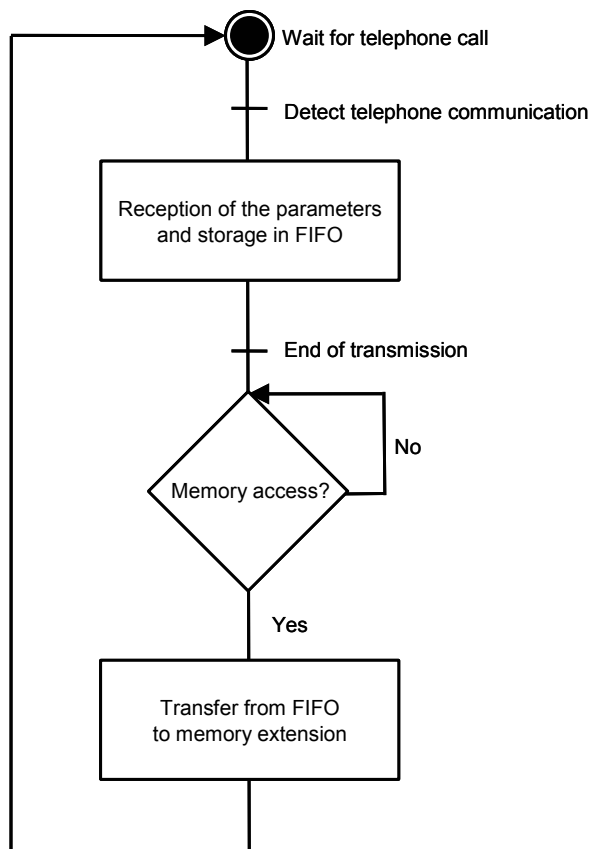 Wait for telephone call
Detect telephone communication
Reception of the parameters
and storage in FIFO
End of transmission
No
Memory access?
Yes
Transfer from FIFO
to memory extension